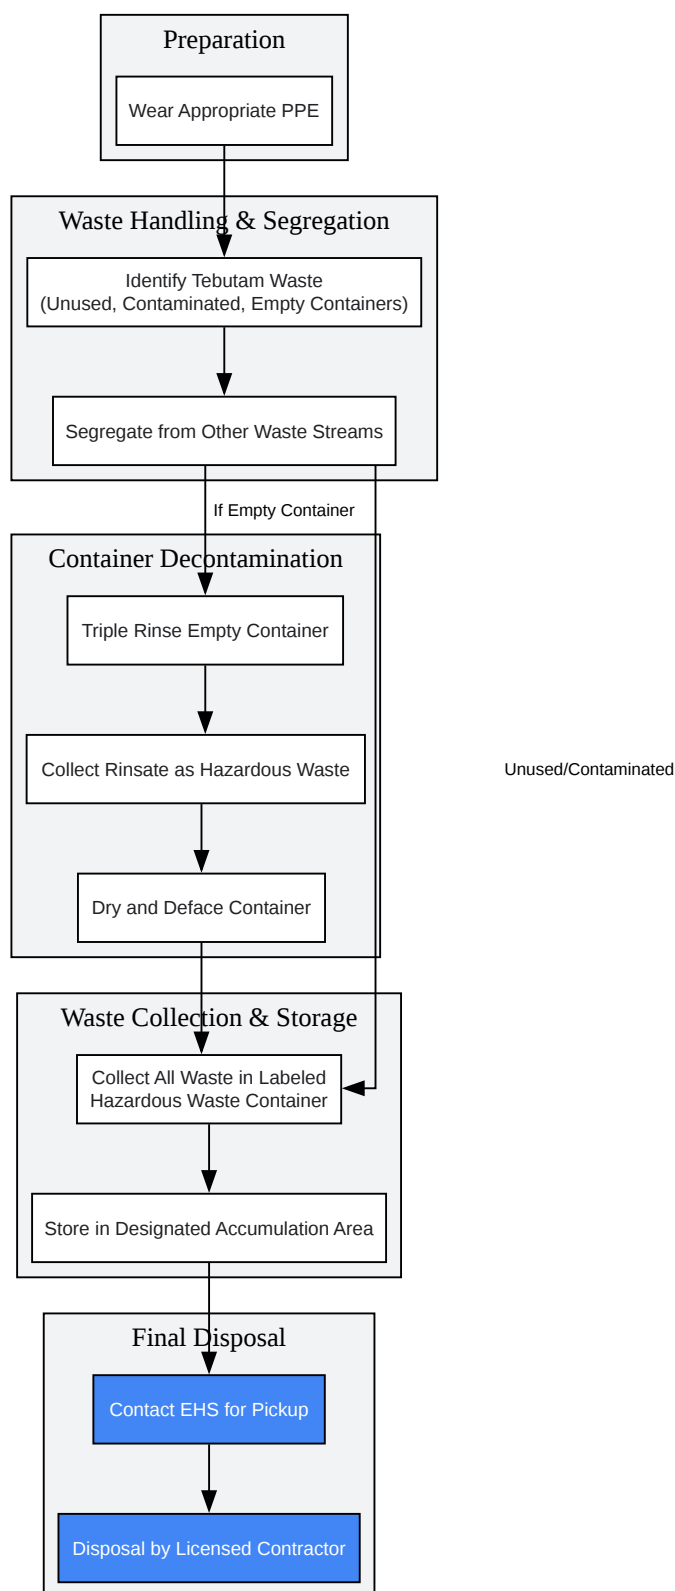 Preparation
Wear Appropriate PPE
Waste Handling & Segregation
Identify Tebutam Waste
(Unused, Contaminated, Empty Containers)
Segregate from Other Waste Streams
If Empty Container
Container Decontamination
Triple Rinse Empty Container
Collect Rinsate as Hazardous Waste
Unused/Contaminated
Dry and Deface Container
Waste Collection & Storage
Collect All Waste in Labeled
Hazardous Waste Container
Store in Designated Accumulation Area
Final Disposal
Contact EHS for Pickup
Disposal by Licensed Contractor